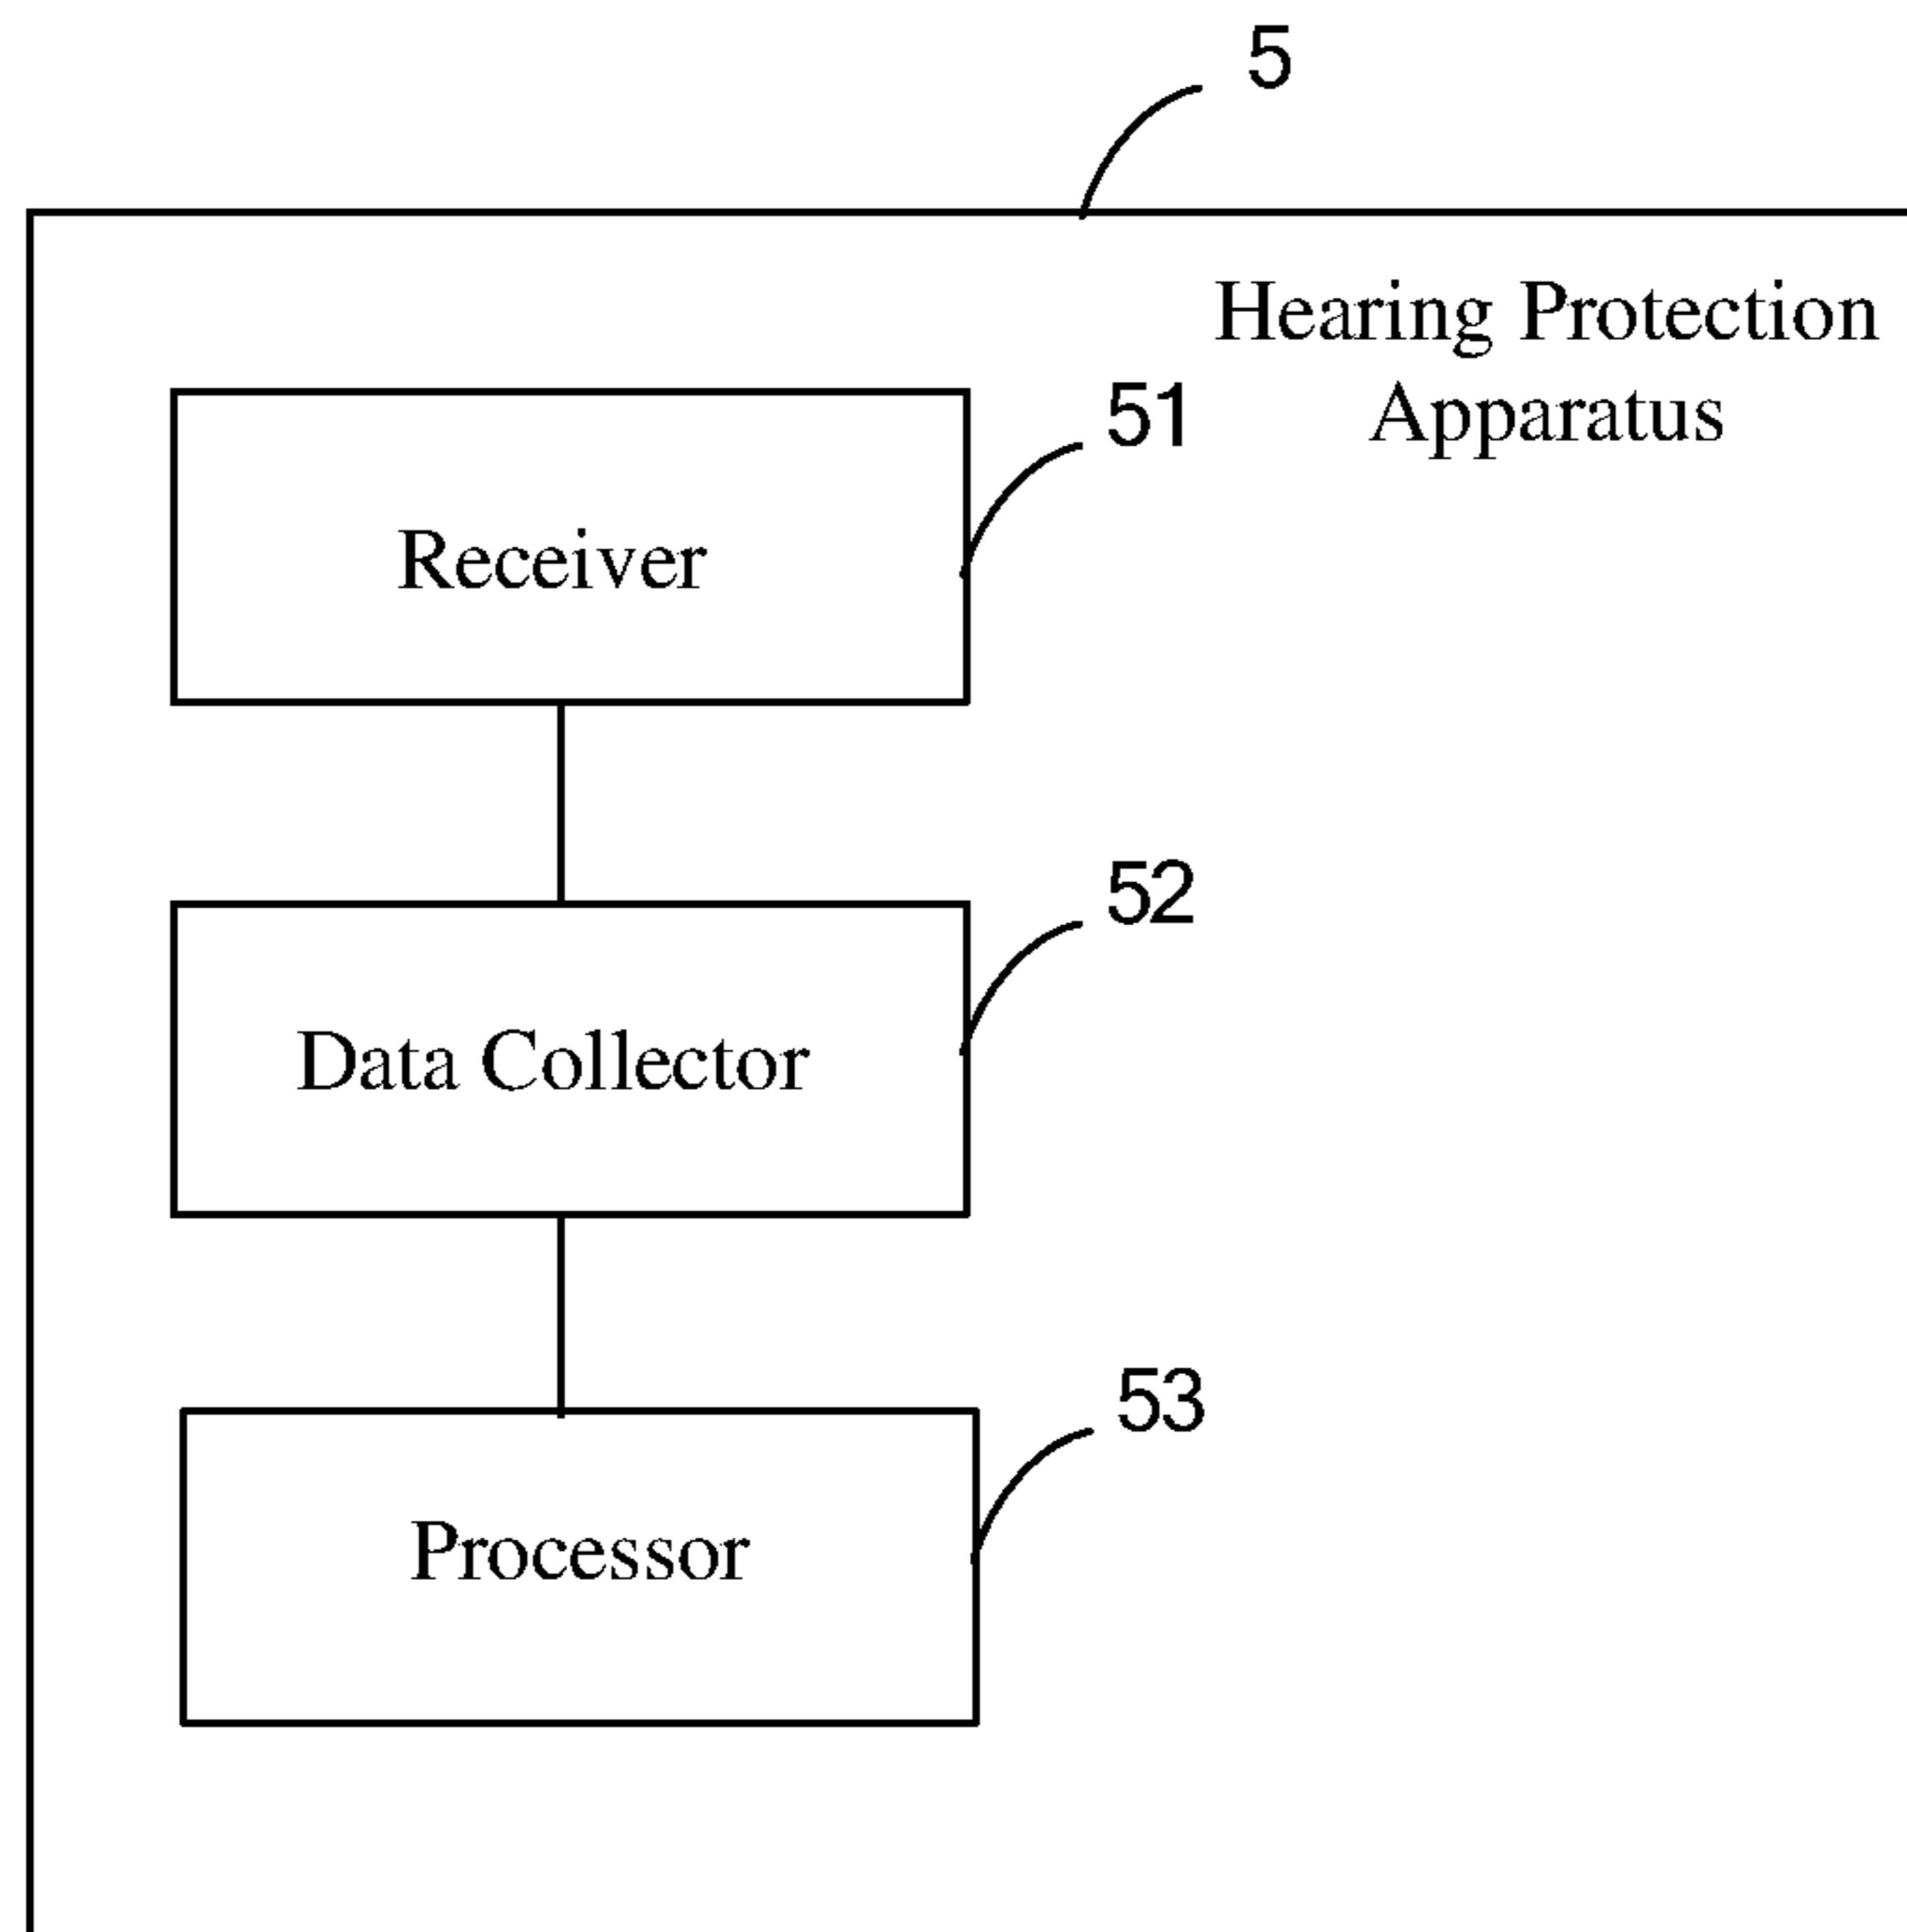 5
Hearing Protection
Apparatus
51
Receiver
52
Data Collector
53
Processor